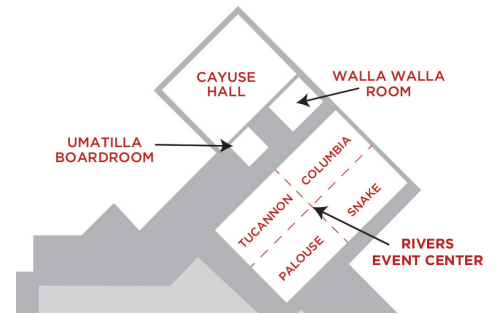 CAYUSE
HALL
WALLA WALLA
ROOM
UMATILLA
BOARDROOM
COLUMBIA
TUCANNON
SNAKE
PALOUSE
RIVERS
EVENT CENTER